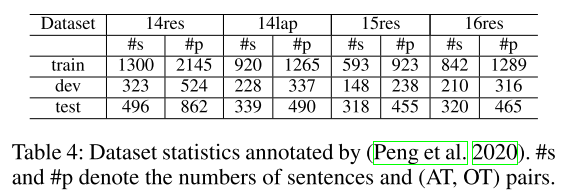 Dataset 14res 14lap 15res 16res
#s #p #s #p #s #p #s #p
train 1300 2145 920 1265 593 923 842 1289
dev 323 524 228 337 148 238 210 316
test 496 862 339 490 318 455 320 465
Table 4: Dataset statistics annotated by (Peng et al. 2020). #s
and #p denote the numbers of sentences and (AT, OT) pairs.